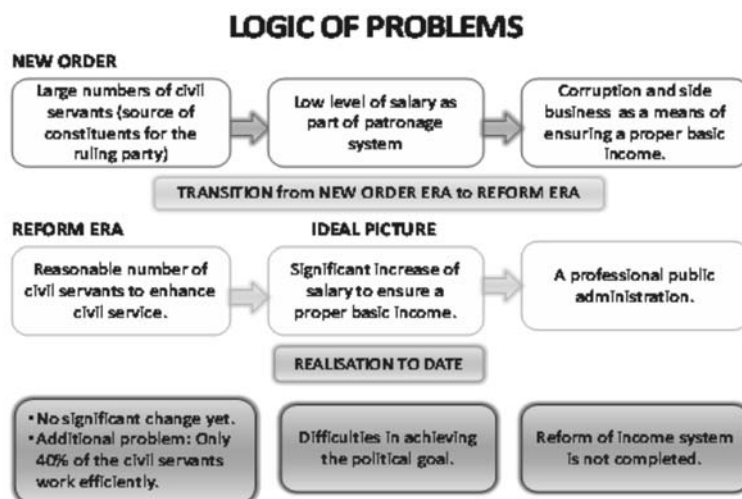 LOGIC OF PROBLEMS
NEW ORDER
Large numbers of civil
servants (source of
constituents for the
ruling party)
Low level of salary as
part of patronage
system
Corruption and side
business as a means of
ensuring a proper basic
income.
TRANSITION from NEW ORDER ERA to REFORM ERA
REFORM ERA
IDEAL PICTURE
Reasonable number of
civil servants to enhance
civil service.
Significant increase of
salary to ensure a
proper basic income.
A professional public
administration.
REALISATION TO DATE
• No significant change yet.
• Additional problem: Only
40% of the civil servants
work efficiently.
Difficulties in achieving
the political goal.
Reform of income system
is not completed.